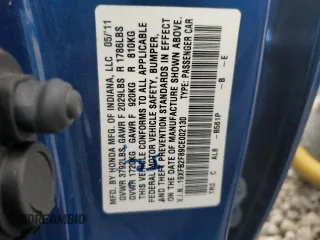 MFD. BY HONDA MFG. OF INDIANA, LLC 05/'11
GVWR 3792LBS GAWR F 2029LBS R 1786LBS
GVWR 1720KG GAWR F 920KG R 810KG
THIS VEHICLE CONFORMS TO ALL APPLICABLE
FEDERAL MOTOR VEHICLE SAFETY, BUMPER,
AND THEFT PREVENTION STANDARDS IN EFFECT
ON THE DATE OF MANUFACTURE SHOWN ABOVE.
V.I.N. TYPE: PASSENGER CAR
C AL8 -B561P - B - E